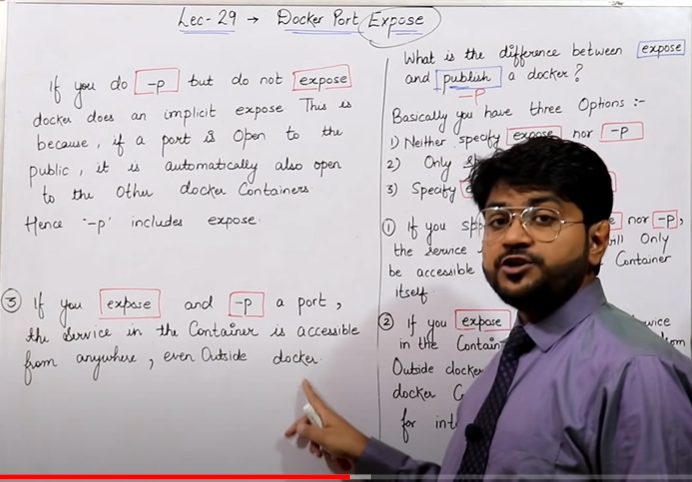 Lec-29 → Docker Port Expose
If you do -p but do not expose
docker does an implicit expose This is
because, if a port is Open to the
public, it is automatically also open
to the Other docker Containers
Hence '-p' includes expose.
③ If you expose and -p a port,
the service in the Container is accessible
from anywhere, even Outside docker.
What is the difference between expose
and publish a docker?
-p
Basically you have three Options:-
1) Neither specify expose nor -p
2) Only
3) Specify
① If you nor -p,
the service will Only
be accessible Container
itself.
② If you expose
in the
Outside docker
docker
for